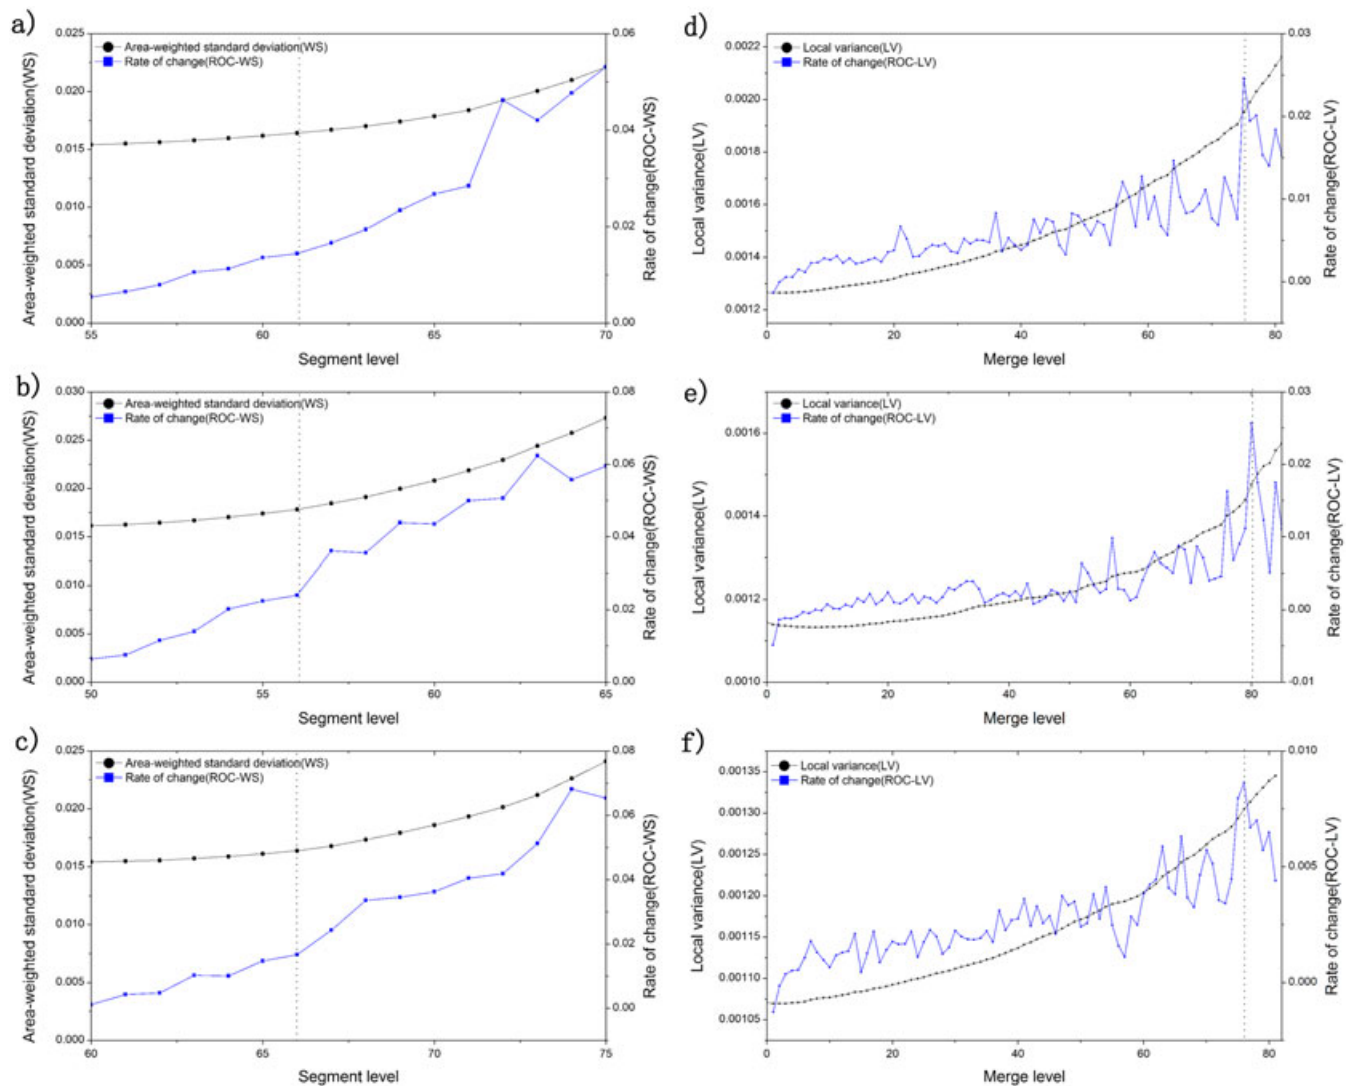 a)
Area-weighted standard deviation(WS)
Rate of change(ROC-WS)
Area-weighted standard deviation(WS)
0.025
0.020
0.015
0.010
0.005
0.000
0.06
0.04
0.02
0.00
Rate of change(ROC-WS)
55 60 65 70
Segment level
d)
Local variance(LV)
Rate of change(ROC-LV)
Local variance(LV)
0.0022
0.0020
0.0018
0.0016
0.0014
0.0012
0.03
0.02
0.01
0.00
Rate of change(ROC-LV)
0 20 40 60 80
Merge level
b)
Area-weighted standard deviation(WS)
Rate of change(ROC-WS)
Area-weighted standard deviation(WS)
0.030
0.025
0.020
0.015
0.010
0.005
0.000
0.08
0.06
0.04
0.02
0.00
Rate of change(ROC-WS)
50 55 60 65
Segment level
e)
Local variance(LV)
Rate of change(ROC-LV)
Local variance(LV)
0.0016
0.0014
0.0012
0.0010
0.03
0.02
0.01
0.00
-0.01
Rate of change(ROC-LV)
0 20 40 60 80
Merge level
c)
Area-weighted standard deviation(WS)
Rate of change(ROC-WS)
Area-weighted standard deviation(WS)
0.025
0.020
0.015
0.010
0.005
0.000
0.08
0.06
0.04
0.02
0.00
Rate of change(ROC-WS)
60 65 70 75
Segment level
f)
Local variance(LV)
Rate of change(ROC-LV)
Local variance(LV)
0.00135
0.00130
0.00125
0.00120
0.00115
0.00110
0.00105
0.010
0.005
0.000
Rate of change(ROC-LV)
0 20 40 60 80
Merge level